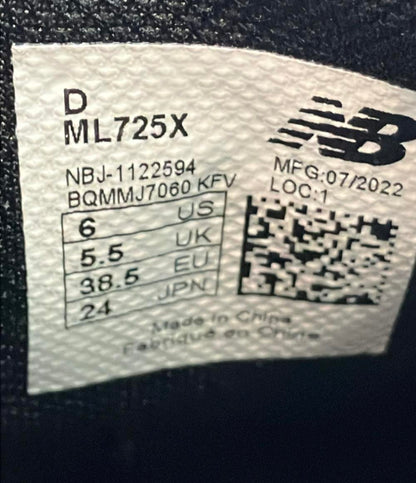 D
ML725X
NB
NBJ-1122594
BQMMJ7060 KFV
MFG:07/2022
LOC:1
6 US
5.5 UK
38.5 EU
24 JPN
Made in China
Fabriqué en Chine